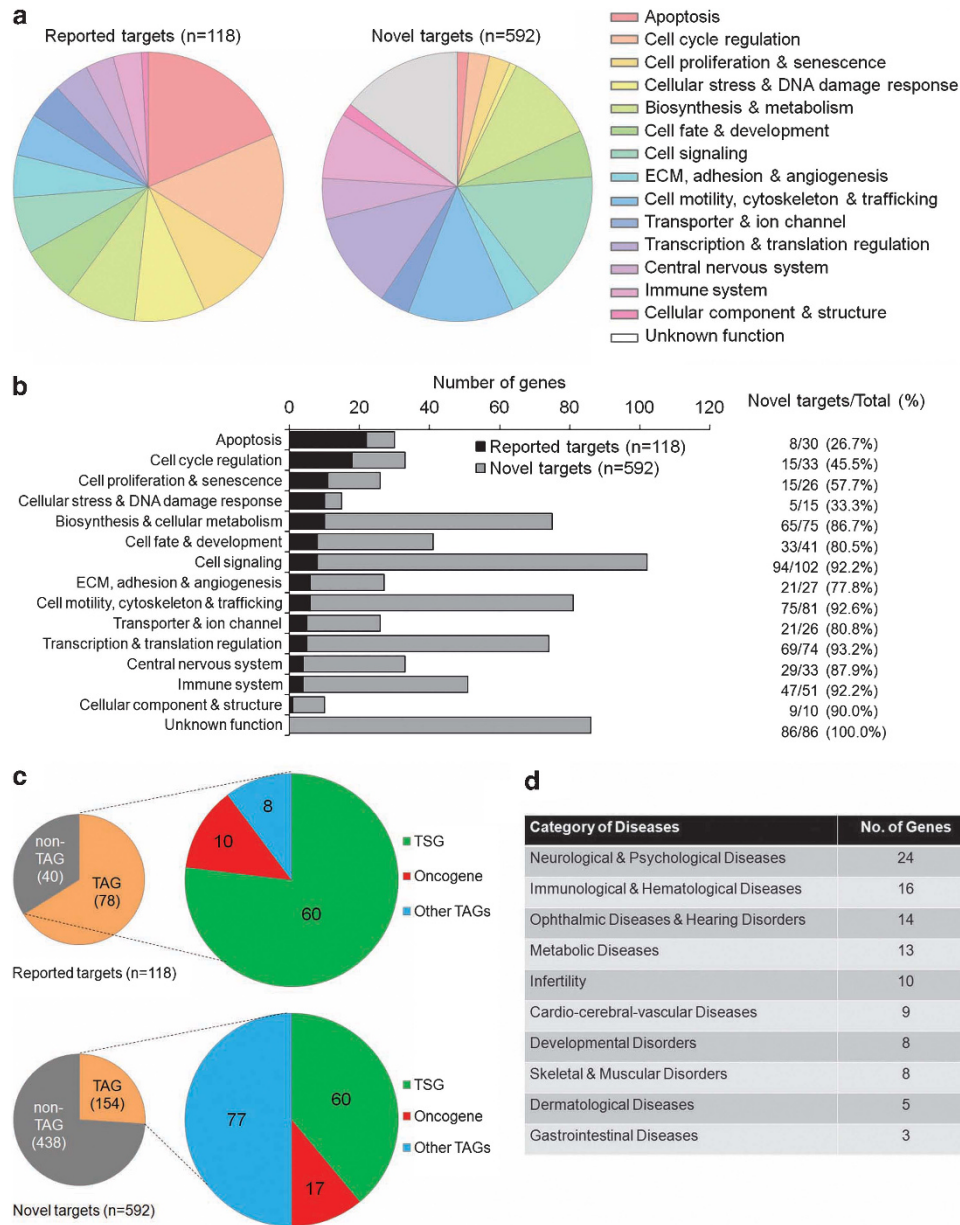 a
Reported targets (n=118)
Novel targets (n=592)
Apoptosis
Cell cycle regulation
Cell proliferation & senescence
Cellular stress & DNA damage response
Biosynthesis & metabolism
Cell fate & development
Cell signaling
ECM, adhesion & angiogenesis
Cell motility, cytoskeleton & trafficking
Transporter & ion channel
Transcription & translation regulation
Central nervous system
Immune system
Cellular component & structure
Unknown function
b
Number of genes
Novel targets/Total (%)
0 20 40 60 80 100 120
Reported targets (n=118)
Novel targets (n=592)
Apoptosis 8/30 (26.7%)
Cell cycle regulation 15/33 (45.5%)
Cell proliferation & senescence 15/26 (57.7%)
Cellular stress & DNA damage response 5/15 (33.3%)
Biosynthesis & cellular metabolism 65/75 (86.7%)
Cell fate & development 33/41 (80.5%)
Cell signaling 94/102 (92.2%)
ECM, adhesion & angiogenesis 21/27 (77.8%)
Cell motility, cytoskeleton & trafficking 75/81 (92.6%)
Transporter & ion channel 21/26 (80.8%)
Transcription & translation regulation 69/74 (93.2%)
Central nervous system 29/33 (87.9%)
Immune system 47/51 (92.2%)
Cellular component & structure 9/10 (90.0%)
Unknown function 86/86 (100.0%)
c
non-
TAG
(40)
TAG
(78)
Reported targets (n=118)
8
10
60
TSG
Oncogene
Other TAGs
non-
TAG
(438)
TAG
(154)
Novel targets (n=592)
77
60
17
TSG
Oncogene
Other TAGs
d
Category of Diseases No. of Genes
Neurological & Psychological Diseases 24
Immunological & Hematological Diseases 16
Ophthalmic Diseases & Hearing Disorders 14
Metabolic Diseases 13
Infertility 10
Cardio-cerebral-vascular Diseases 9
Developmental Disorders 8
Skeletal & Muscular Disorders 8
Dermatological Diseases 5
Gastrointestinal Diseases 3